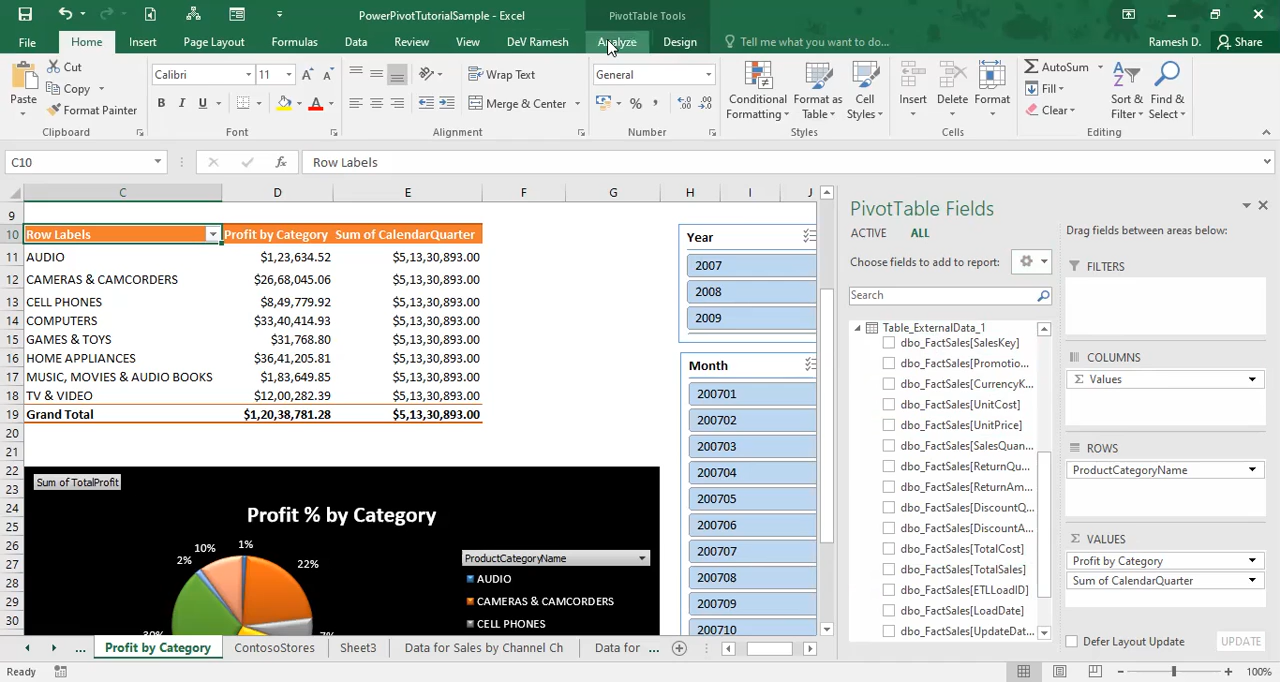 PowerPivotTutorialSample - Excel
PivotTable Tools
File Home Insert Page Layout Formulas Data Review View DeV Ramesh Analyze Design Tell me what you want to do... Ramesh D. Share
Paste
Cut
Copy
Format Painter
Clipboard
Calibri 11
B I U
A
Font
Wrap Text
Merge & Center
Alignment
General
%
Number
Conditional Formatting
Format as Table
Cell Styles
Styles
Insert
Delete
Format
Cells
AutoSum
Fill
Clear
Sort & Filter
Find & Select
Editing
C10
fx
Row Labels
C D E F G H I J
9
10 Row Labels Profit by Category Sum of CalendarQuarter
11 AUDIO $1,23,634.52 $5,13,30,893.00
12 CAMERAS & CAMCORDERS $26,68,045.06 $5,13,30,893.00
13 CELL PHONES $8,49,779.92 $5,13,30,893.00
14 COMPUTERS $33,40,414.93 $5,13,30,893.00
15 GAMES & TOYS $31,768.80 $5,13,30,893.00
16 HOME APPLIANCES $36,41,205.81 $5,13,30,893.00
17 MUSIC, MOVIES & AUDIO BOOKS $1,83,649.85 $5,13,30,893.00
18 TV & VIDEO $12,00,282.39 $5,13,30,893.00
19 Grand Total $1,20,38,781.28 $5,13,30,893.00
20
21
22
23
24
25
26
27
28
29
30
Sum of TotalProfit
Profit % by Category
2%
10%
1%
22%
ProductCategoryName
AUDIO
CAMERAS & CAMCORDERS
CELL PHONES
Year
2007
2008
2009
Month
200701
200702
200703
200704
200705
200706
200707
200708
200709
200710
PivotTable Fields
ACTIVE ALL
Choose fields to add to report:
Search
Table_ExternalData_1
dbo_FactSales[SalesKey]
dbo_FactSales[Promotio...
dbo_FactSales[CurrencyK...
dbo_FactSales[UnitCost]
dbo_FactSales[UnitPrice]
dbo_FactSales[SalesQuan...
dbo_FactSales[ReturnQu...
dbo_FactSales[ReturnAm...
dbo_FactSales[DiscountQ...
dbo_FactSales[DiscountA...
dbo_FactSales[TotalCost]
dbo_FactSales[TotalSales]
dbo_FactSales[ETLLoadID]
dbo_FactSales[LoadDate]
dbo_FactSales[UpdateDat...
Drag fields between areas below:
FILTERS
COLUMNS
Σ Values
ROWS
ProductCategoryName
Σ VALUES
Profit by Category
Sum of CalendarQuarter
Defer Layout Update
UPDATE
... Profit by Category ContosoStores Sheet3 Data for Sales by Channel Ch Data for ...
Ready
100%